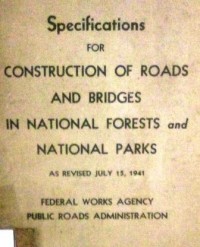 Specifications
FOR
CONSTRUCTION OF ROADS
AND BRIDGES
IN NATIONAL FORESTS and
NATIONAL PARKS
AS REVISED JULY 15, 1941
FEDERAL WORKS AGENCY
PUBLIC ROADS ADMINISTRATION